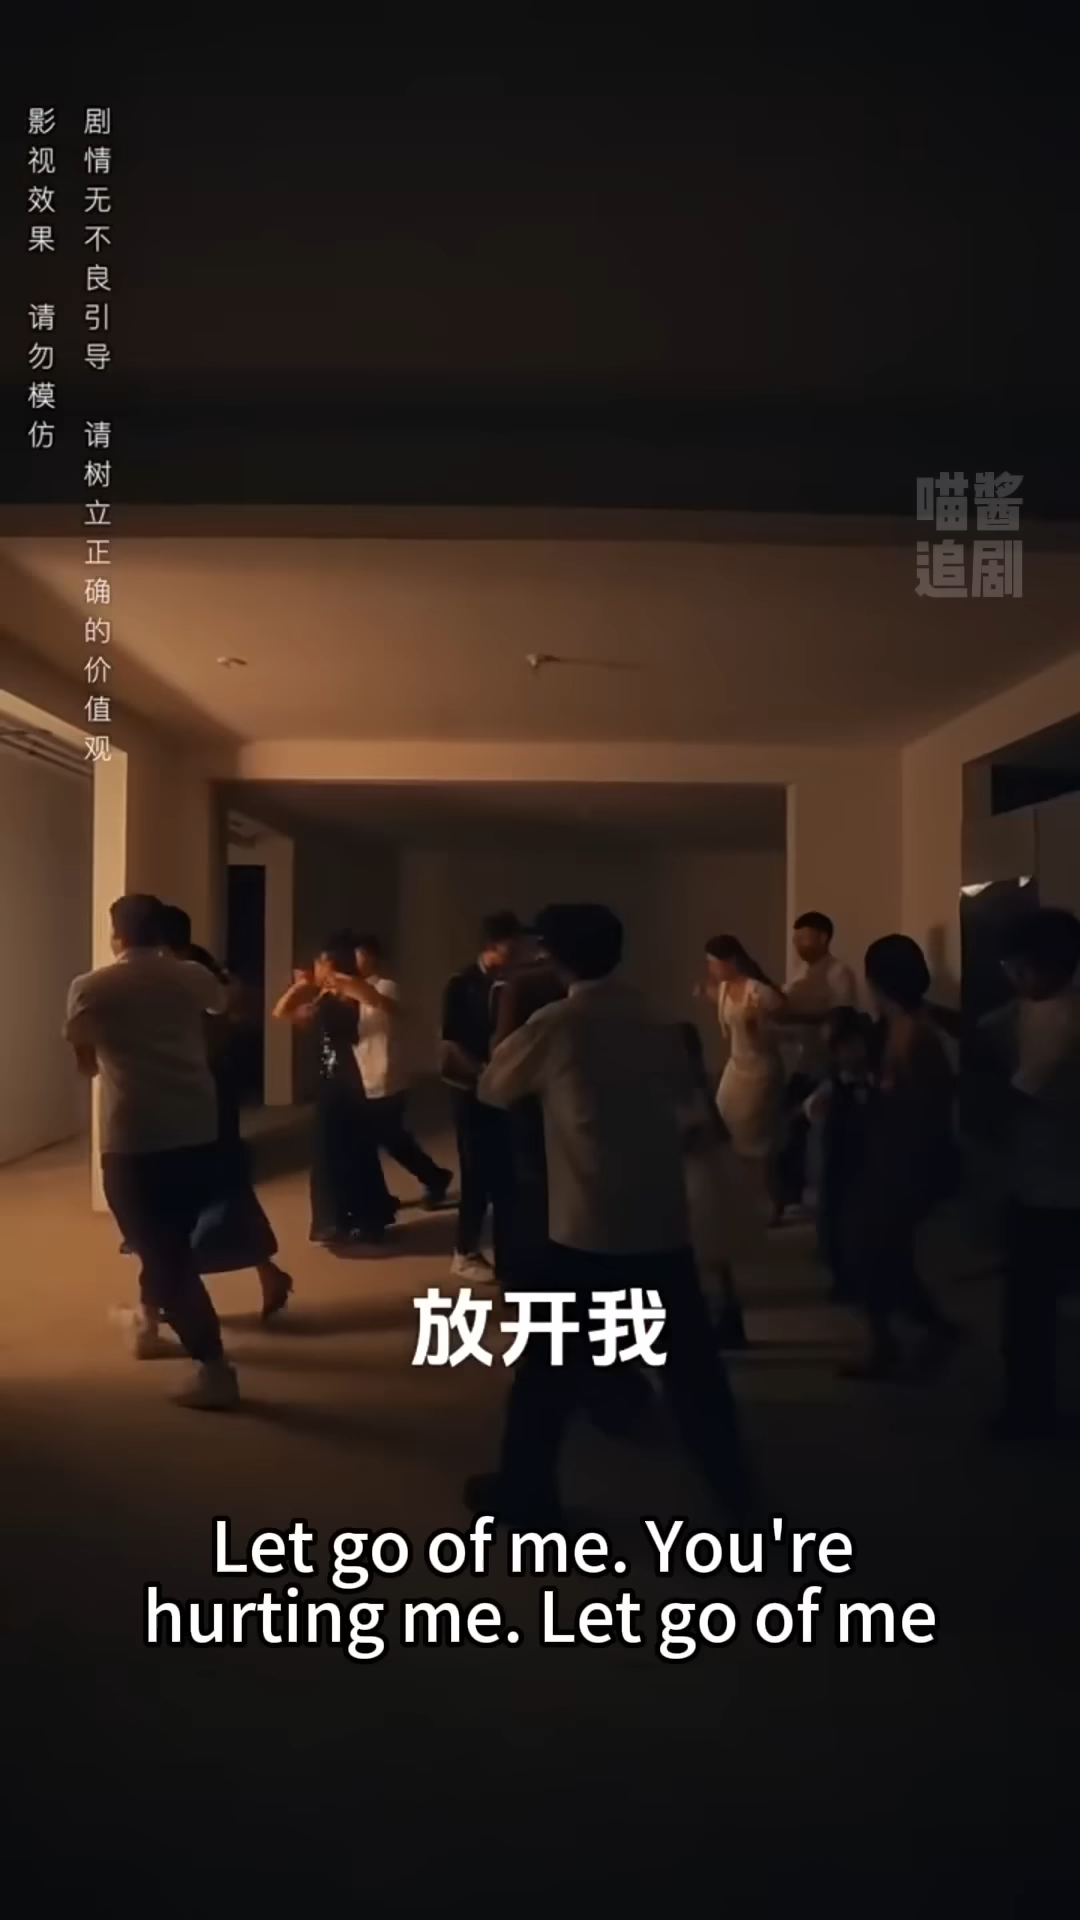 剧情无不良引导 请树立正确的价值观
影视效果 请勿模仿
喵酱
追剧
放开我
Let go of me. You're
hurting me. Let go of me